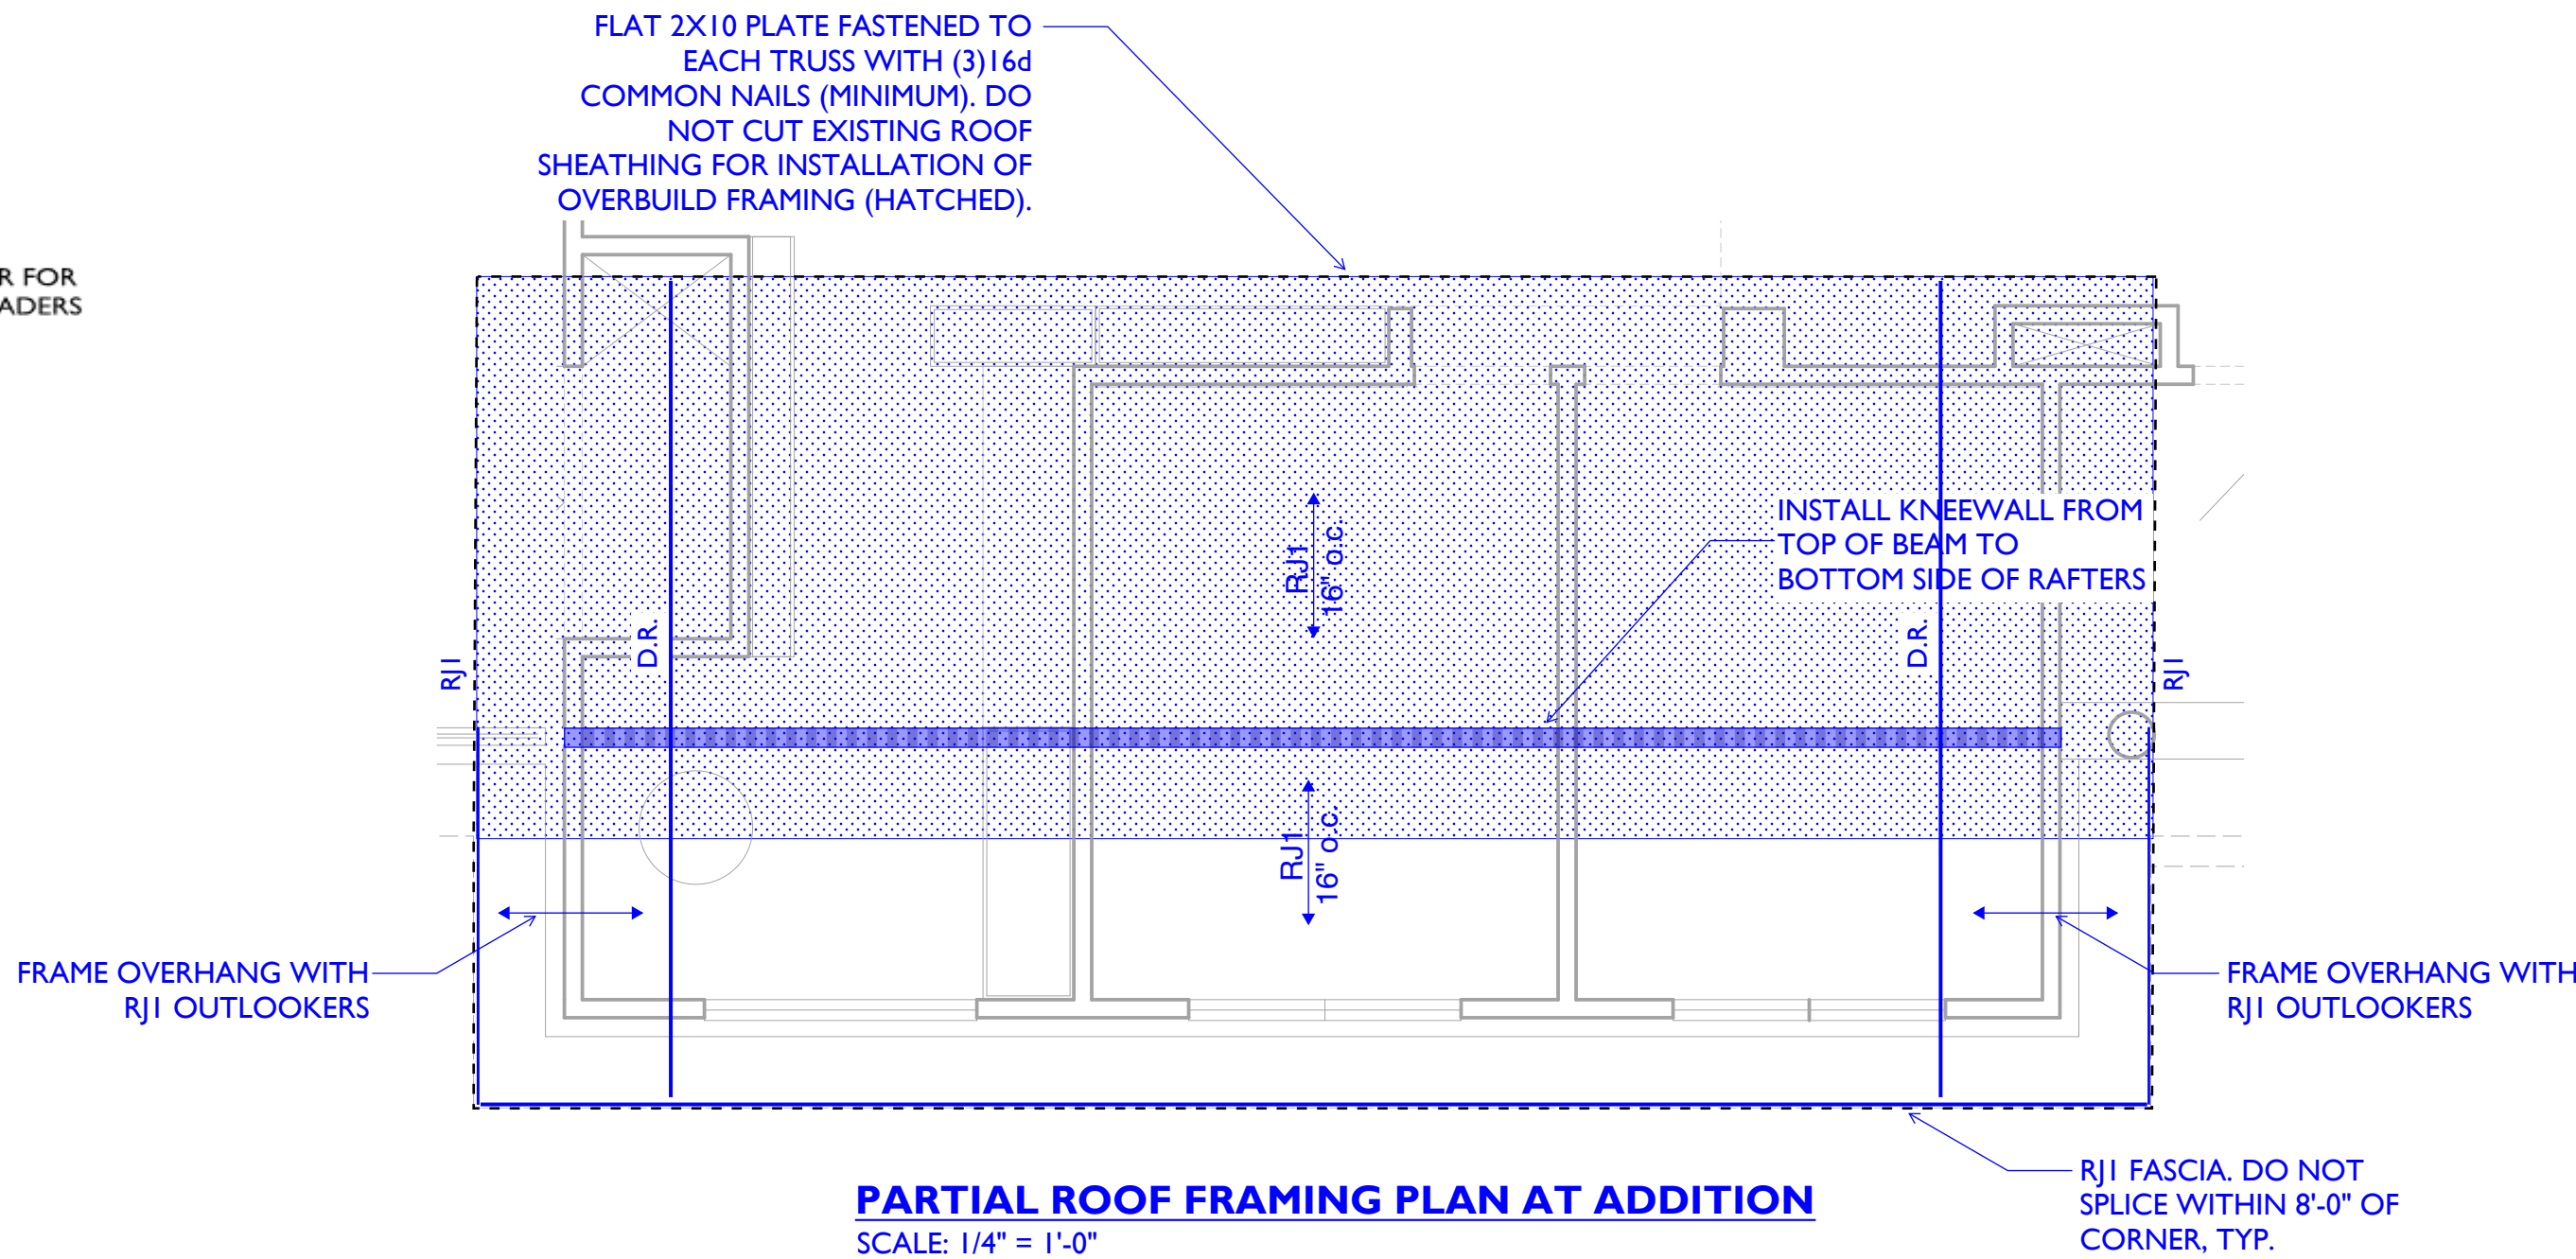 FLAT 2X10 PLATE FASTENED TO
EACH TRUSS WITH (3)16d
COMMON NAILS (MINIMUM). DO
NOT CUT EXISTING ROOF
SHEATHING FOR INSTALLATION OF
OVERBUILD FRAMING (HATCHED).
R FOR
ADERS
INSTALL KNEEWALL FROM
TOP OF BEAM TO
BOTTOM SIDE OF RAFTERS
RJ1
16" o.c.
D.R.
D.R.
RJ1
RJ1
RJ1
16" o.c.
FRAME OVERHANG WITH
RJ1 OUTLOOKERS
FRAME OVERHANG WITH
RJ1 OUTLOOKERS
RJ1 FASCIA. DO NOT
SPLICE WITHIN 8'-0" OF
CORNER, TYP.
PARTIAL ROOF FRAMING PLAN AT ADDITION
SCALE: 1/4" = 1'-0"